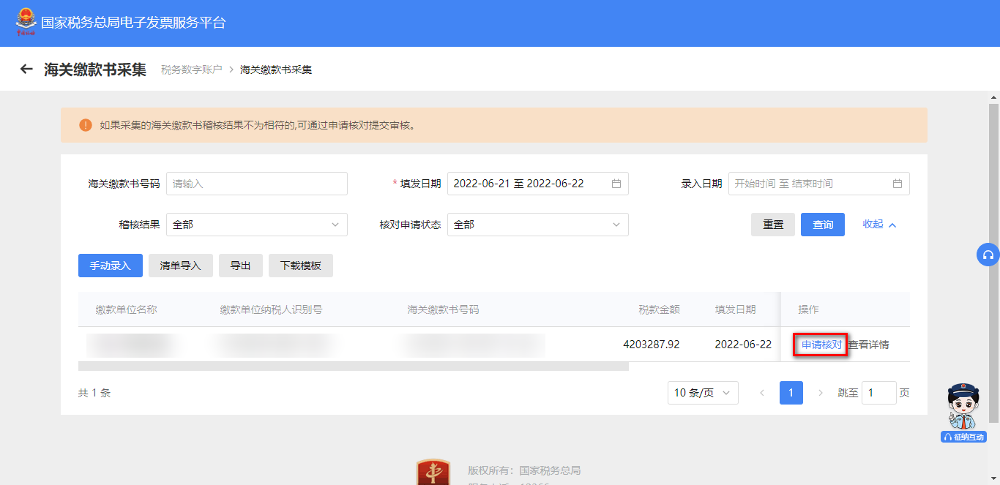 国家税务总局电子发票服务平台
海关缴款书采集 税务数字账户 > 海关缴款书采集
如果采集的海关缴款书稽核结果不为相符的,可通过申请核对提交审核。
海关缴款书号码 请输入 * 填发日期 2022-06-21 至 2022-06-22 录入日期 开始时间 至 结束时间
稽核结果 全部 核对申请状态 全部 重置 查询 收起
手动录入 清单导入 导出 下载模板
缴款单位名称 缴款单位纳税人识别号 海关缴款书号码 税款金额 填发日期 操作
4203287.92 2022-06-22 申请核对 查看详情
共 1 条 10 条/页 < 1 > 跳至 1 页
征纳互动
版权所有：国家税务总局